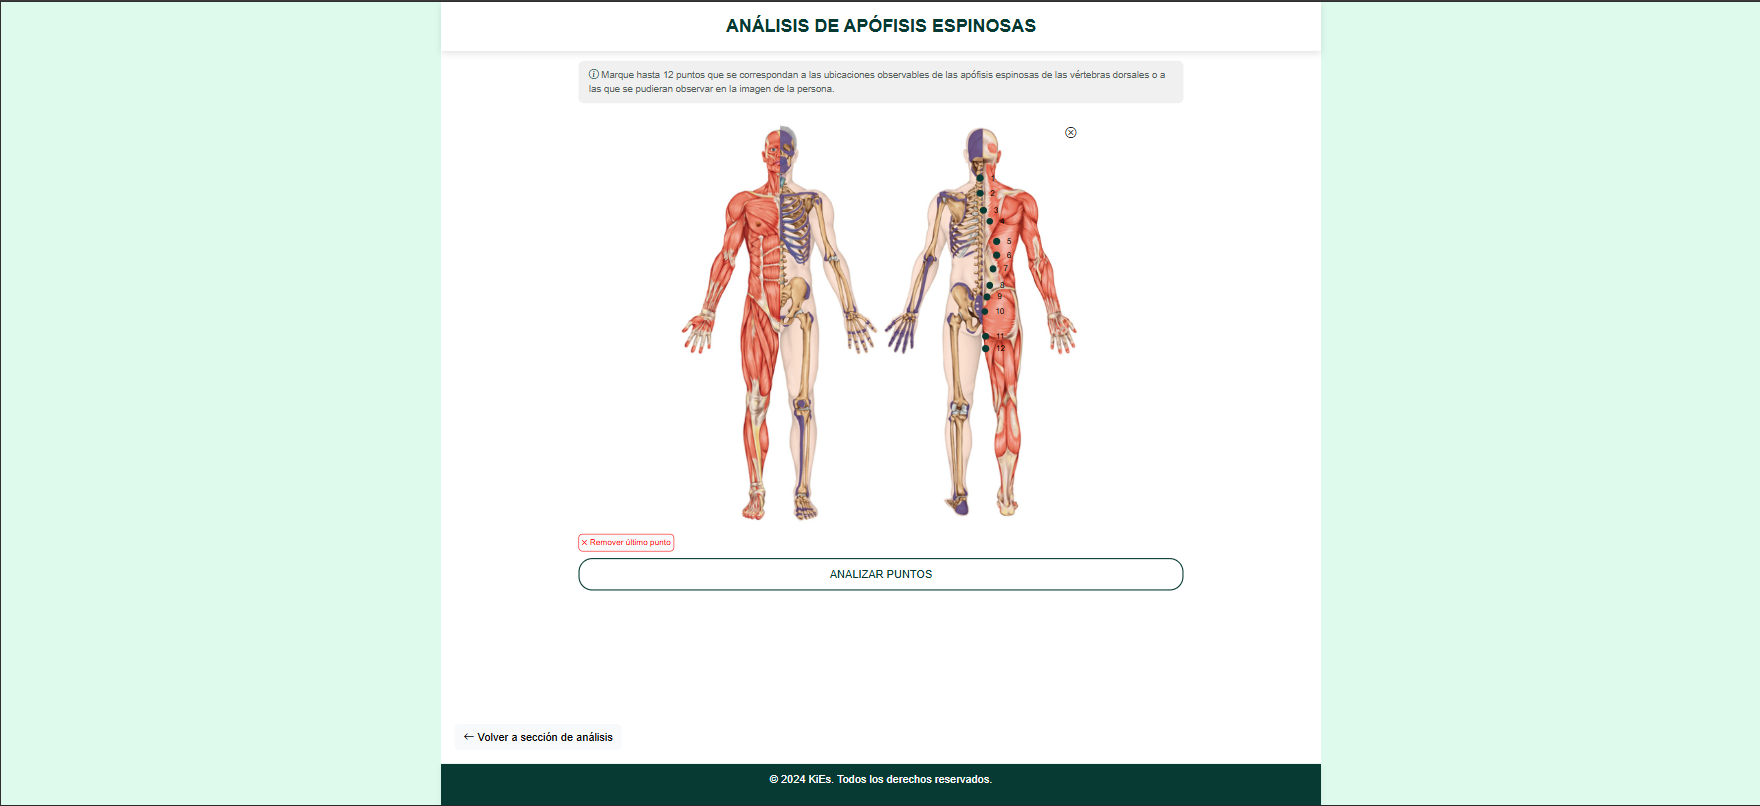 ANÁLISIS DE APÓFISIS ESPINOSAS
Marque hasta 12 puntos que se correspondan a las ubicaciones observables de las apófisis espinosas de las vértebras dorsales o a
las que se pudieran observar en la imagen de la persona.
1
2
3
4
5
6
7
8
9
10
11
12
Remover último punto
ANALIZAR PUNTOS
Volver a sección de análisis
© 2024 KiEs. Todos los derechos reservados.